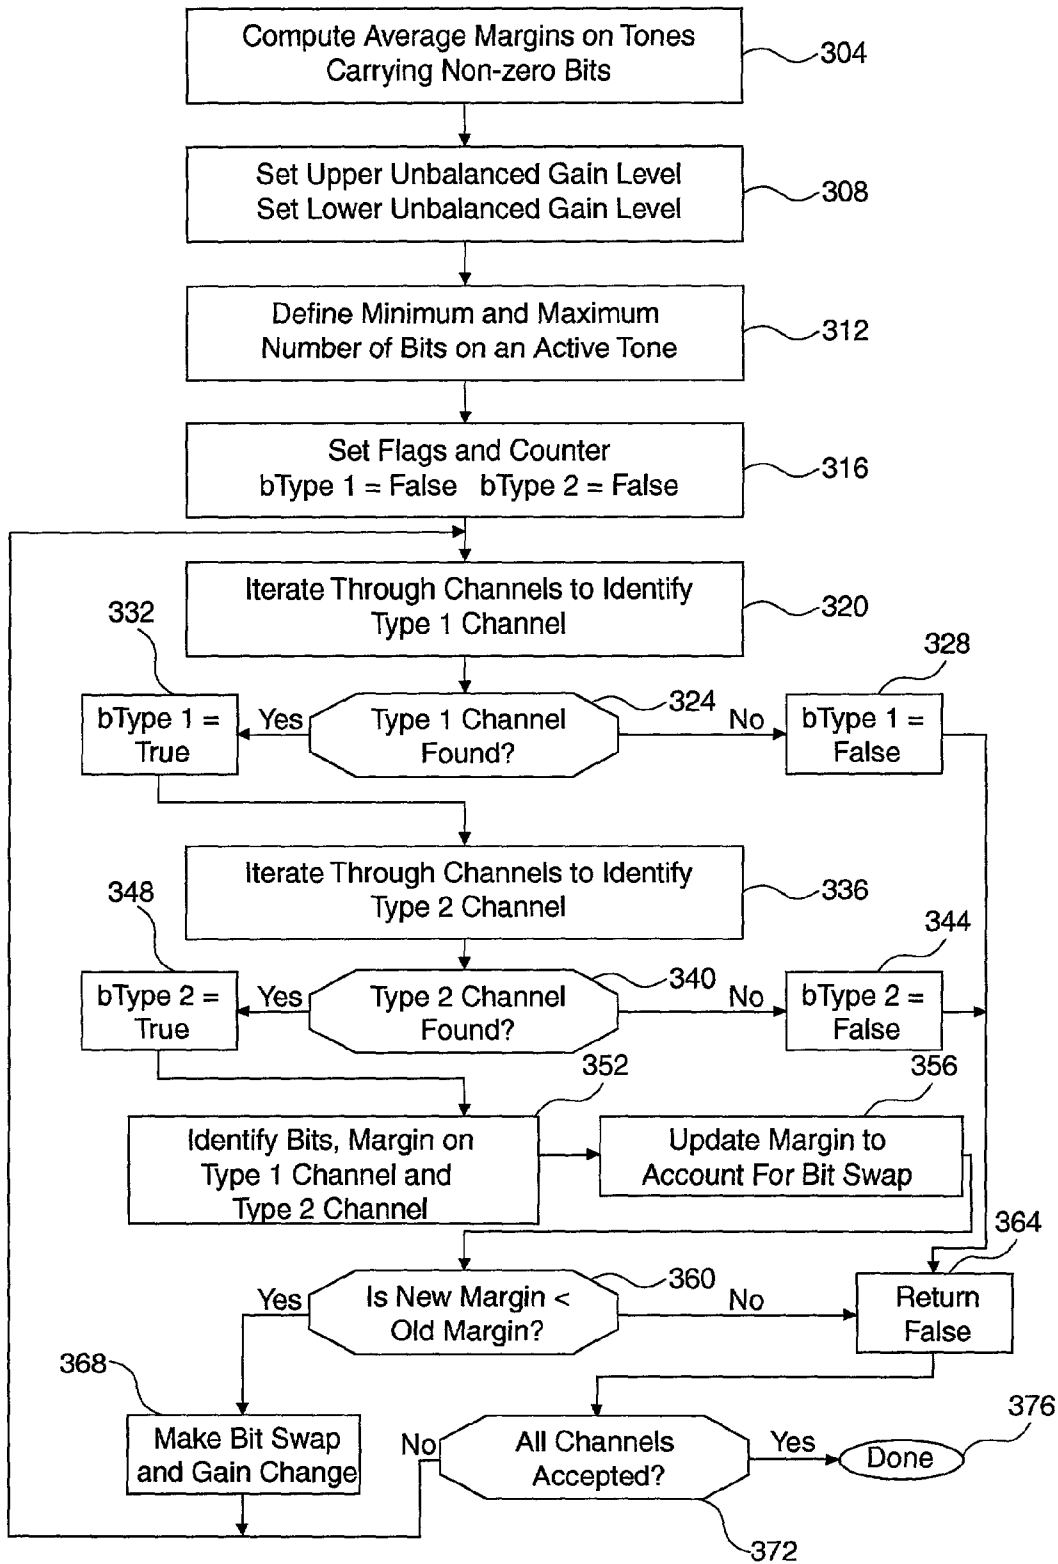 Compute Average Margins on Tones
Carrying Non-zero Bits
304
Set Upper Unbalanced Gain Level
Set Lower Unbalanced Gain Level
308
Define Minimum and Maximum
Number of Bits on an Active Tone
312
Set Flags and Counter
bType 1 = False bType 2 = False
316
Iterate Through Channels to Identify
Type 1 Channel
320
332
bType 1 =
True
Yes
Type 1 Channel
Found?
324
No
328
bType 1 =
False
Iterate Through Channels to Identify
Type 2 Channel
336
348
bType 2 =
True
Yes
Type 2 Channel
Found?
340
No
344
bType 2 =
False
352
Identify Bits, Margin on
Type 1 Channel and
Type 2 Channel
356
Update Margin to
Account For Bit Swap
Yes
Is New Margin <
Old Margin?
360
No
364
Return
False
368
Make Bit Swap
and Gain Change
No
All Channels
Accepted?
372
Yes
Done
376